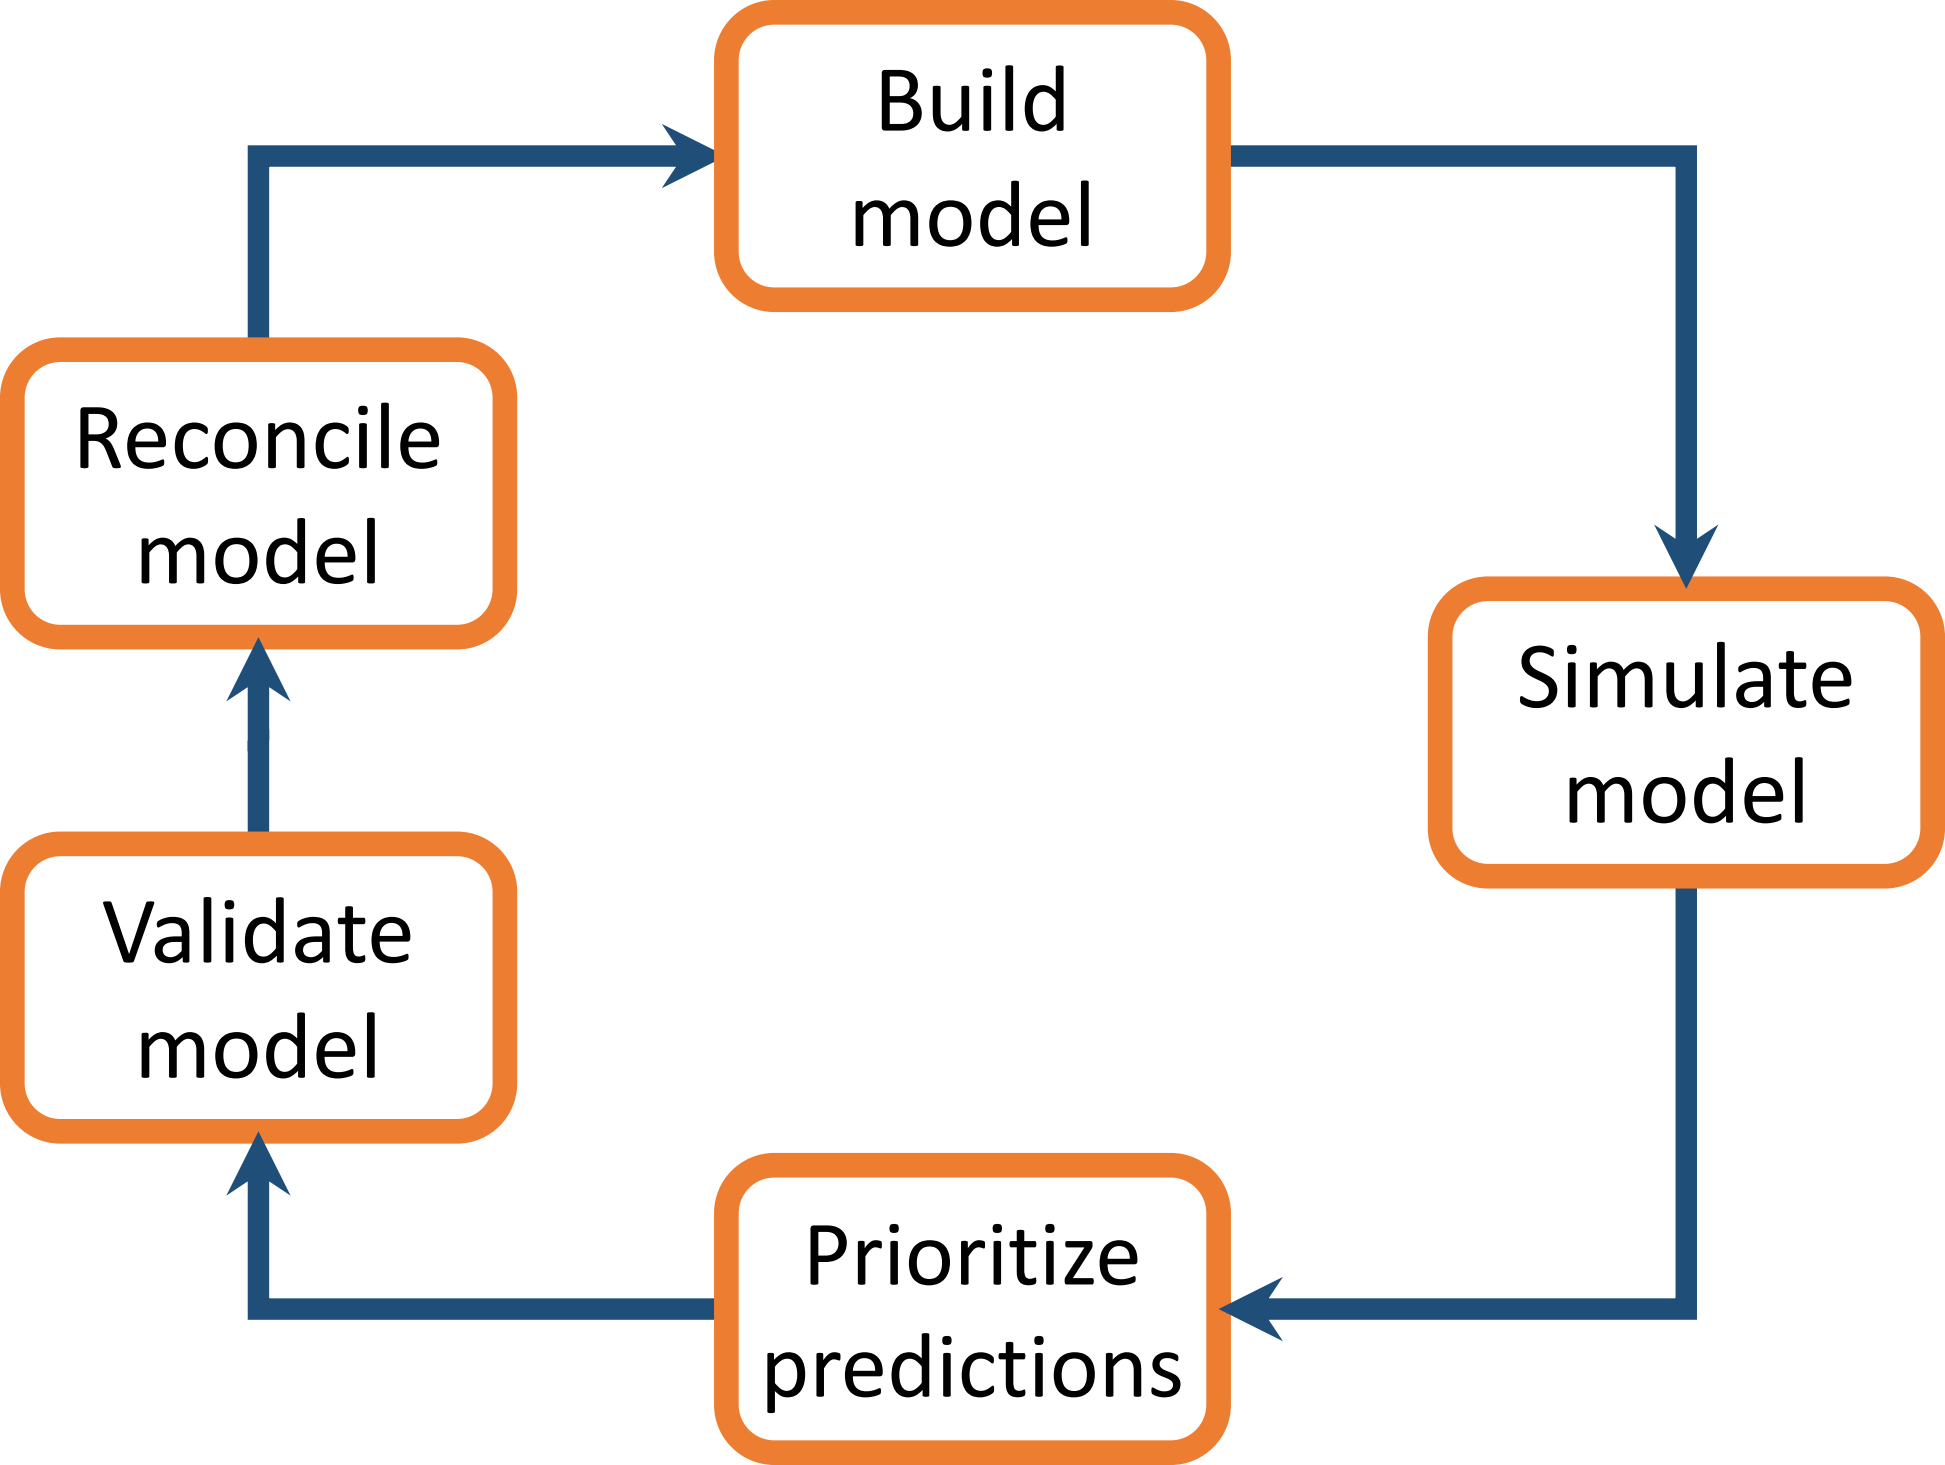 Build
model
Simulate
model
Prioritize
predictions
Validate
model
Reconcile
model